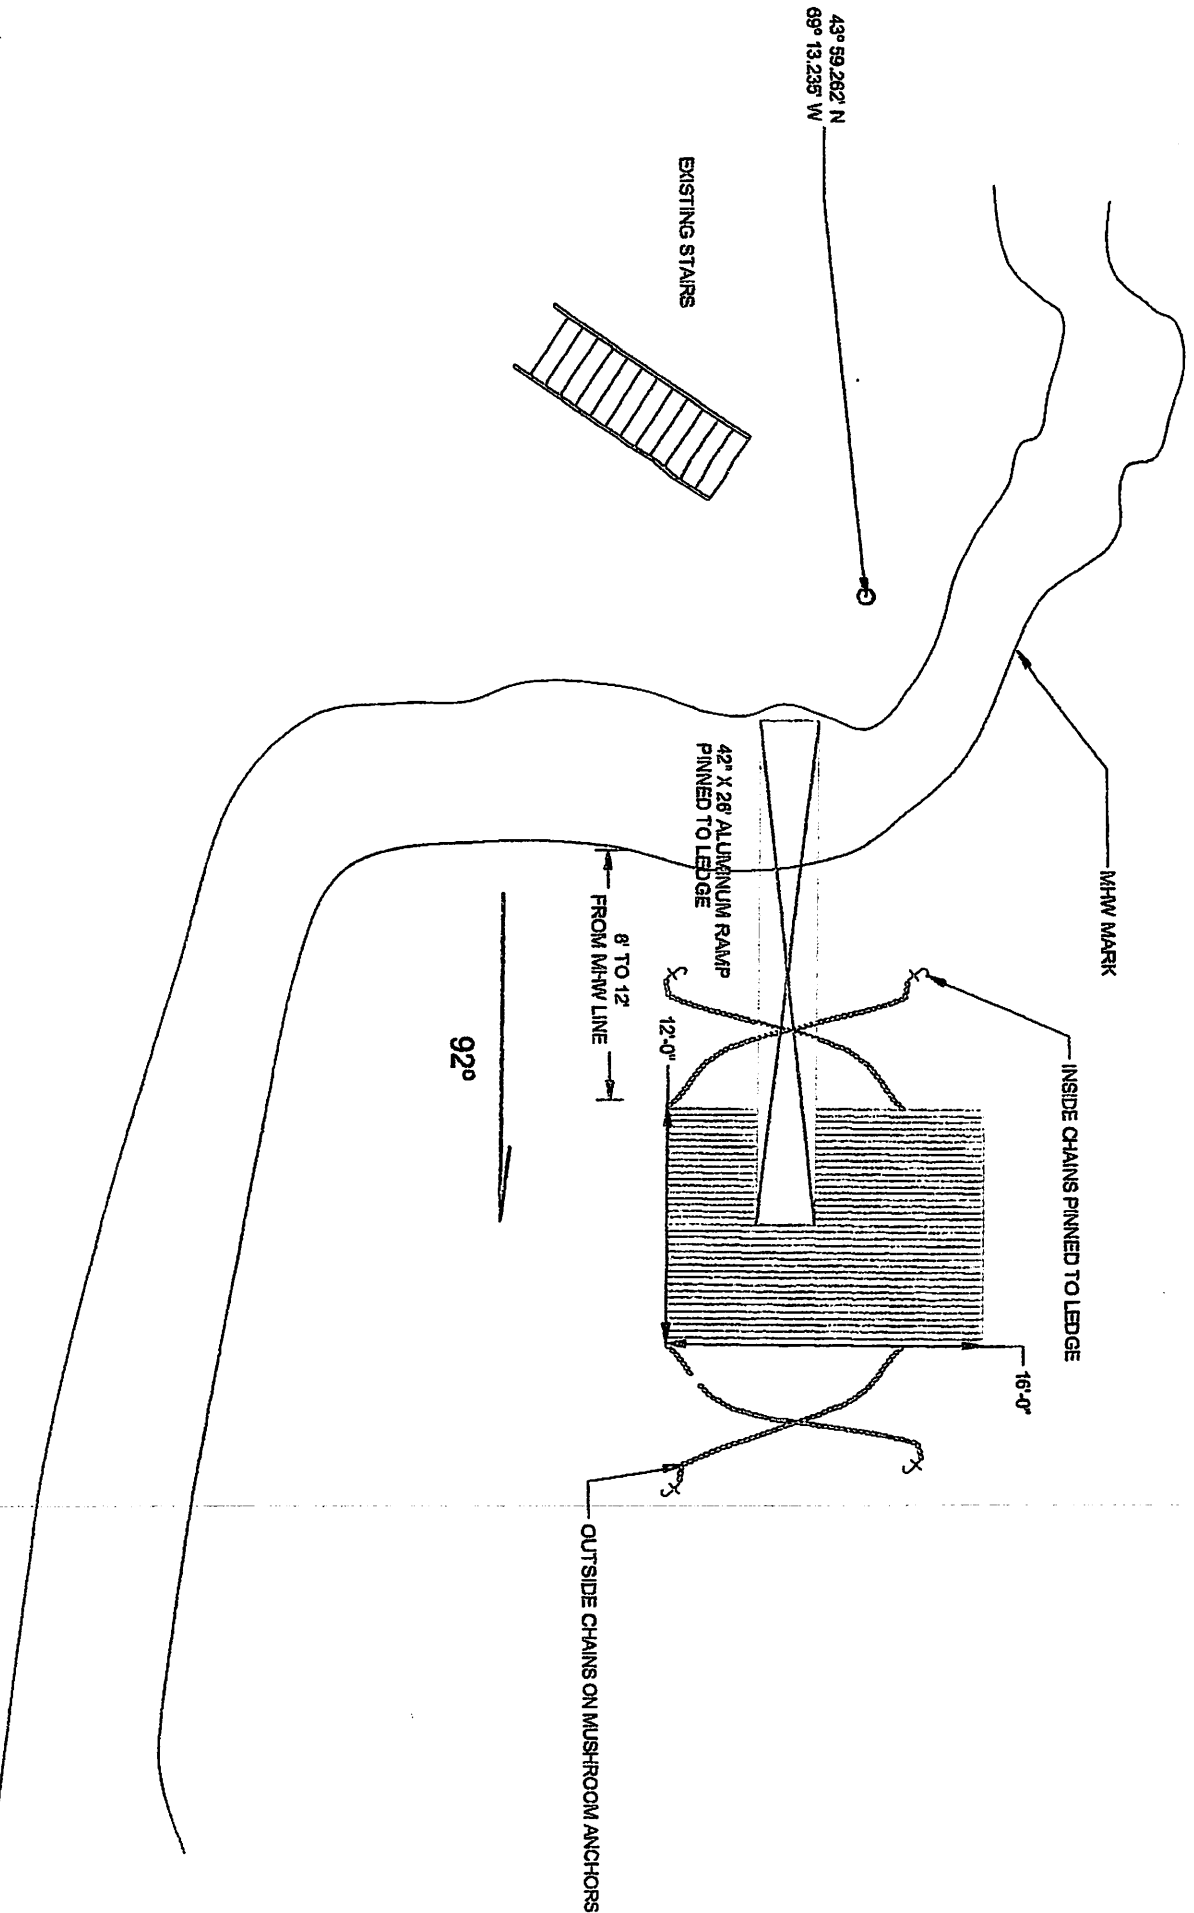 43° 59.262' N
69° 13.235' W
EXISTING STAIRS
MHW MARK
42" X 26' ALUMINUM RAMP
PINNED TO LEDGE
8' TO 12'
FROM MHW LINE
92°
12'-0"
INSIDE CHAINS PINNED TO LEDGE
16'-0"
OUTSIDE CHAINS ON MUSHROOM ANCHORS